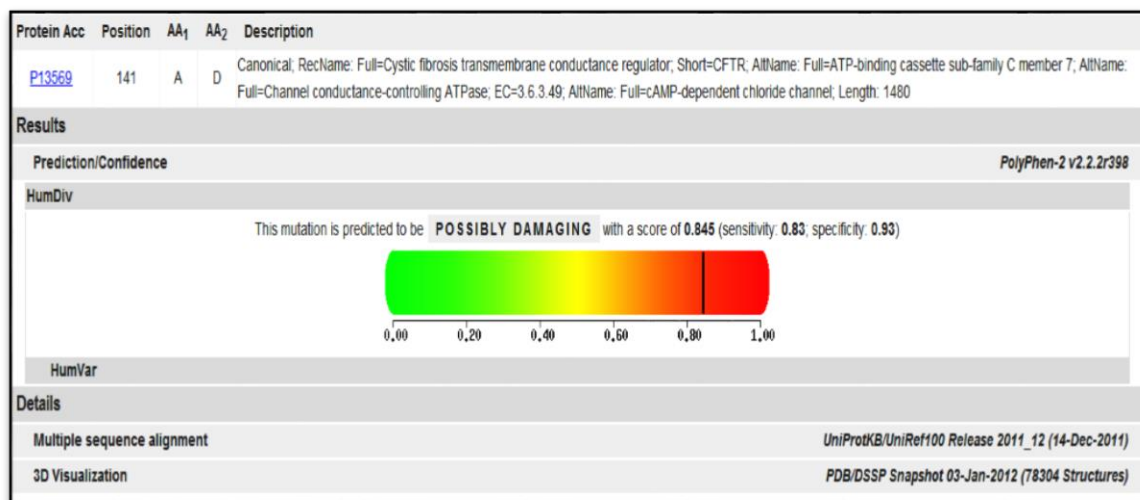 Protein Acc Position AA1 AA2 Description
P13569 141 A D Canonical; RecName: Full=Cystic fibrosis transmembrane conductance regulator; Short=CFTR; AltName: Full=ATP-binding cassette sub-family C member 7; AltName:
Full=Channel conductance-controlling ATPase; EC=3.6.3.49; AltName: Full=cAMP-dependent chloride channel; Length: 1480
Results
Prediction/Confidence PolyPhen-2 v2.2.2r398
HumDiv
This mutation is predicted to be POSSIBLY DAMAGING with a score of 0.845 (sensitivity: 0.83; specificity: 0.93)
0.00 0.20 0.40 0.60 0.80 1.00
HumVar
Details
Multiple sequence alignment UniProtKB/UniRef100 Release 2011_12 (14-Dec-2011)
3D Visualization PDB/DSSP Snapshot 03-Jan-2012 (78304 Structures)